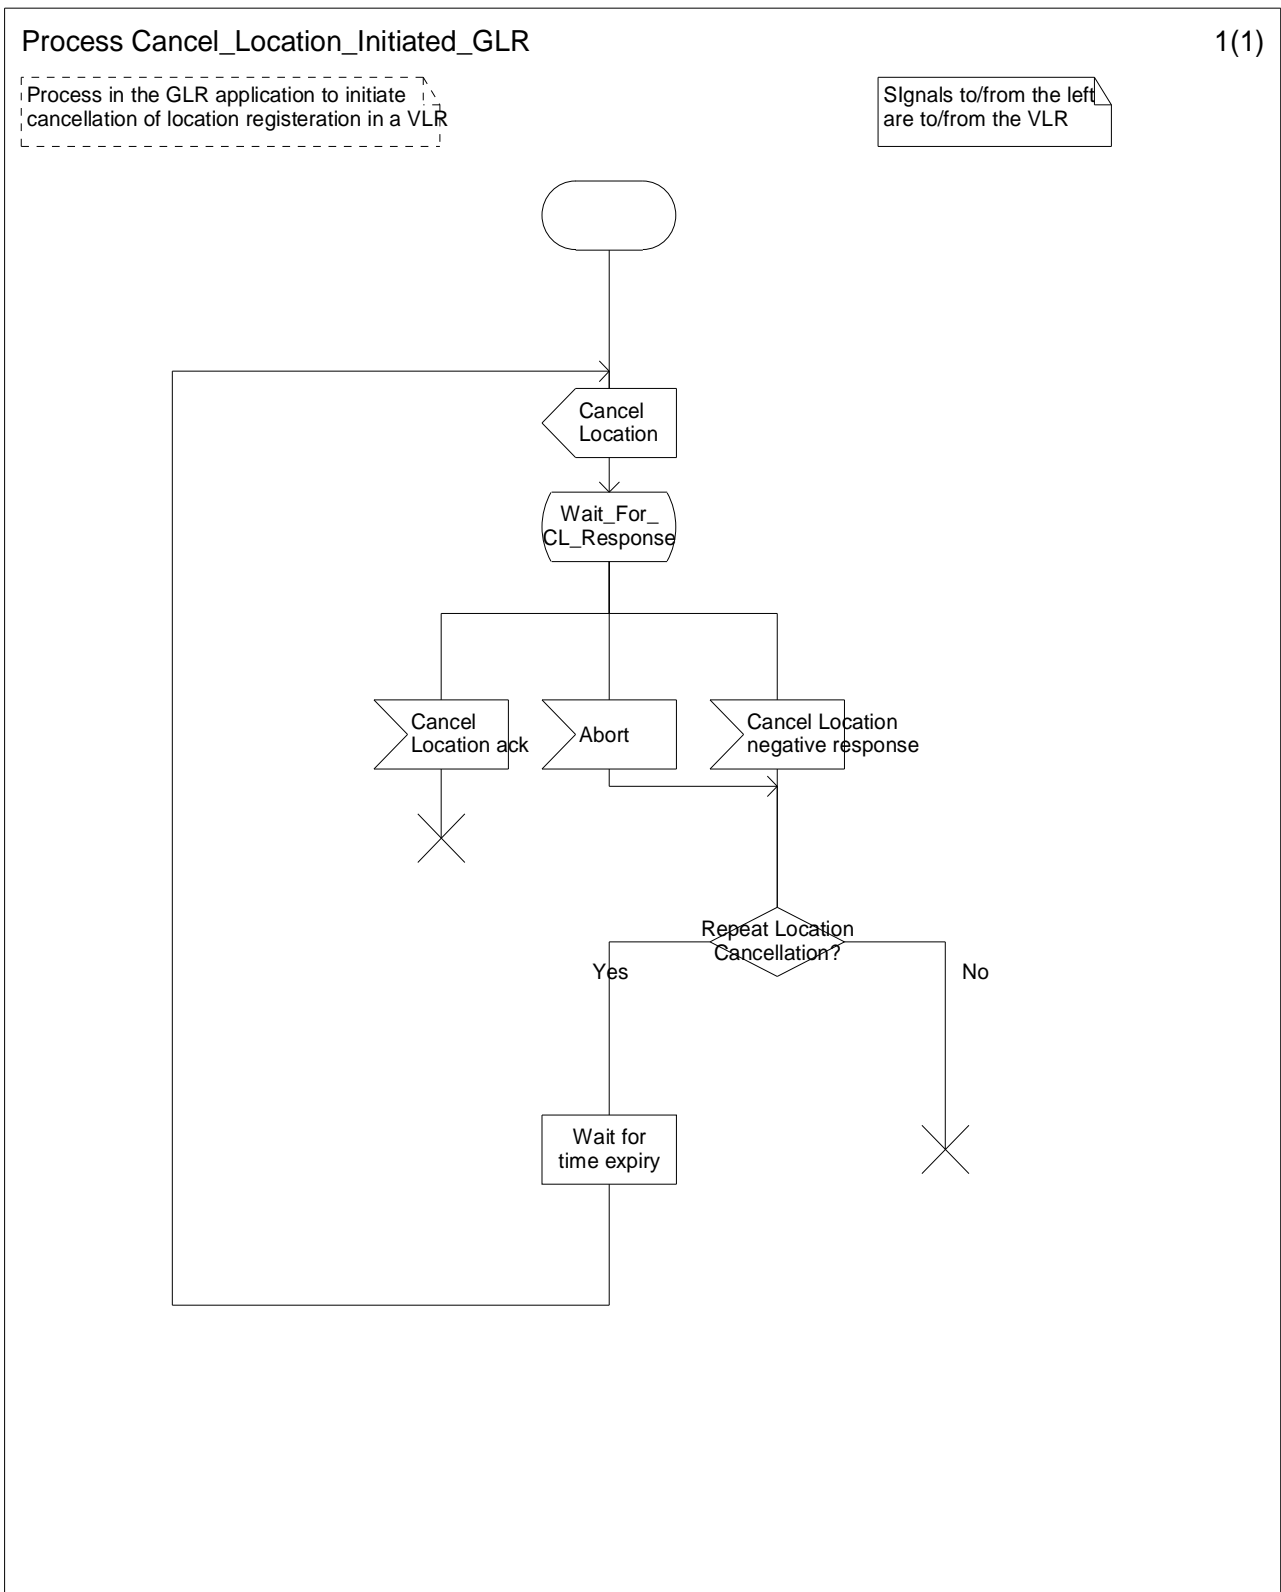 Process Cancel_Location_Initiated_GLR
1(1)
Process in the GLR application to initiate
cancellation of location registeration in a VLR
SIgnals to/from the left
are to/from the VLR
Cancel
Location
Wait_For_
CL_Response
Cancel
Location ack
Abort
Cancel Location
negative response
Repeat Location
Cancellation?
Yes
No
Wait for
time expiry